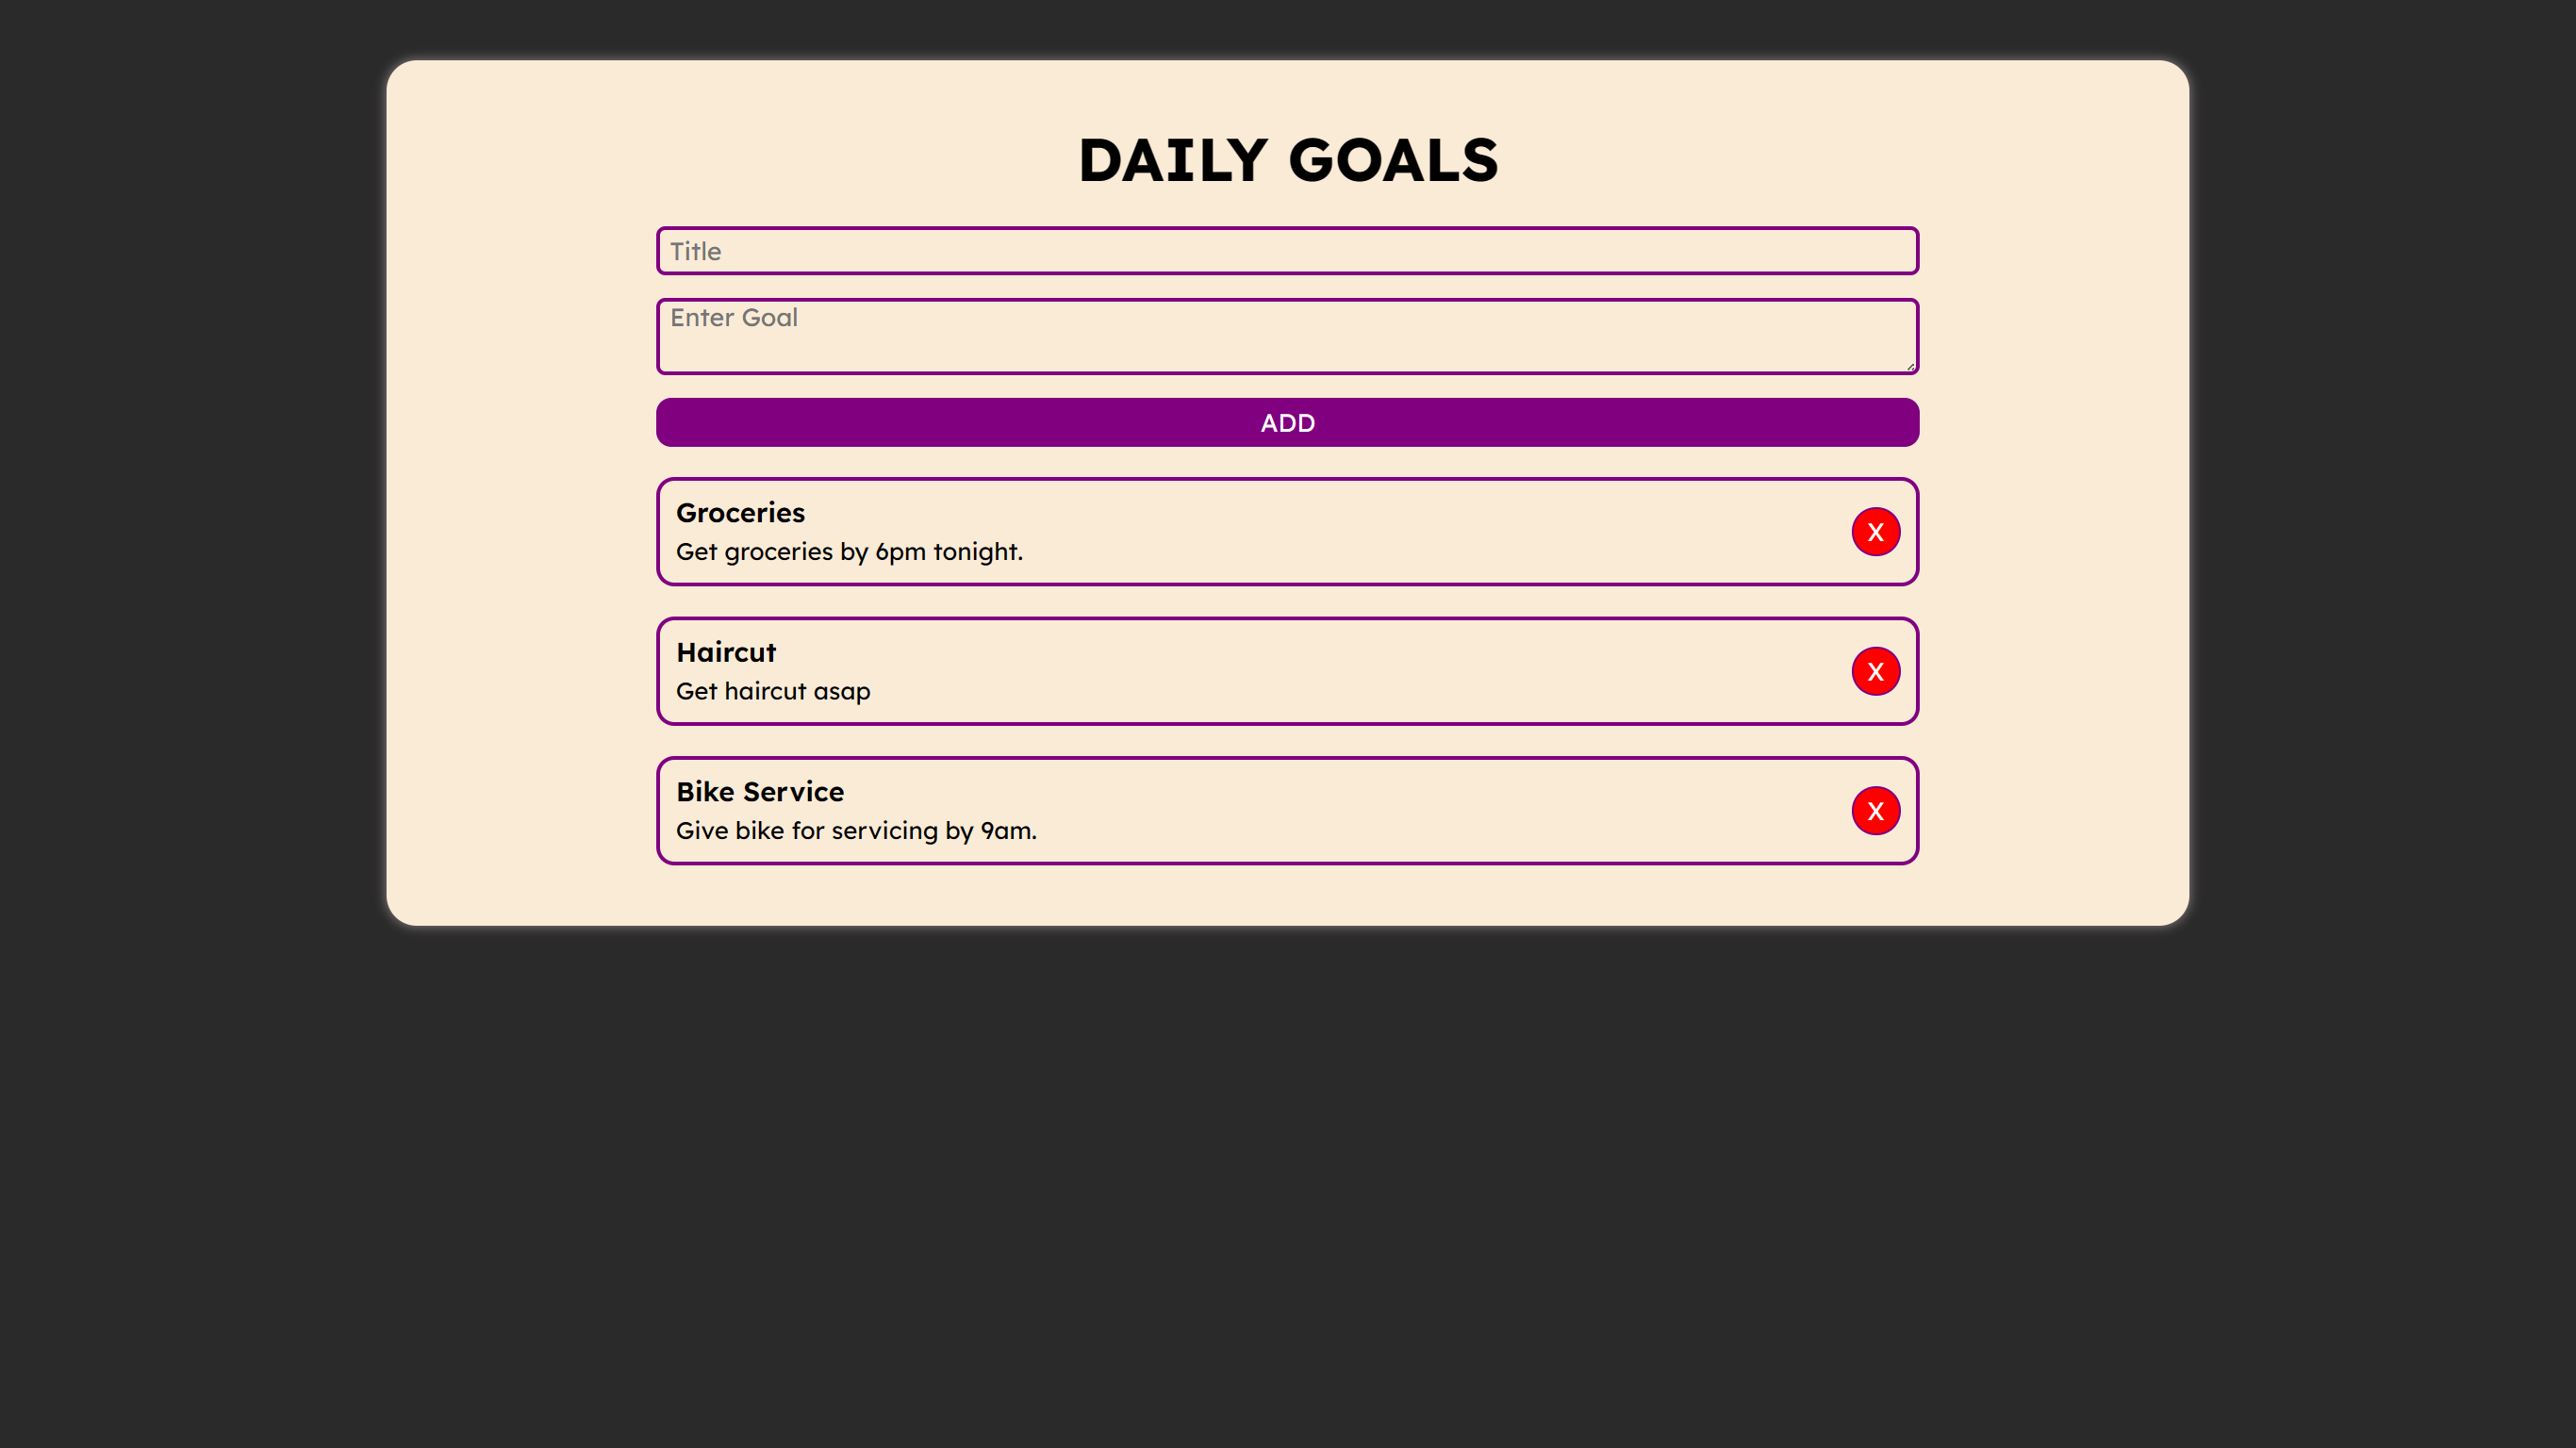 DAILY GOALS
Title
Enter Goal
ADD
Groceries
Get groceries by 6pm tonight.
X
Haircut
Get haircut asap
X
Bike Service
Give bike for servicing by 9am.
X